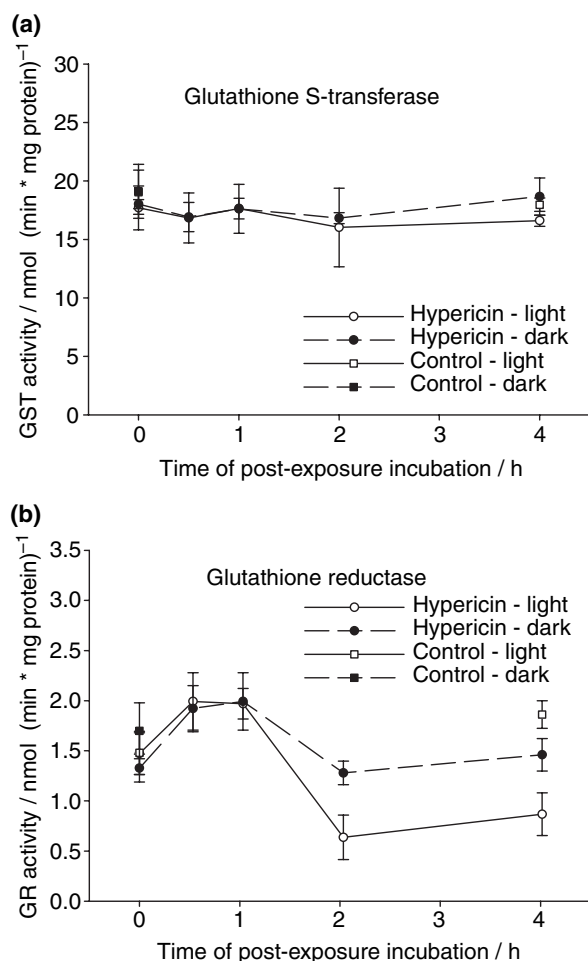 (a)
30
25
20
15
10
5
0
GST activity / nmol (min * mg protein)⁻¹
Glutathione S-transferase
Hypericin - light
Hypericin - dark
Control - light
Control - dark
0 1 2 3 4
Time of post-exposure incubation / h
(b)
3.5
3.0
2.5
2.0
1.5
1.0
0.5
0.0
GR activity / nmol (min * mg protein)⁻¹
Glutathione reductase
Hypericin - light
Hypericin - dark
Control - light
Control - dark
0 1 2 3 4
Time of post-exposure incubation / h